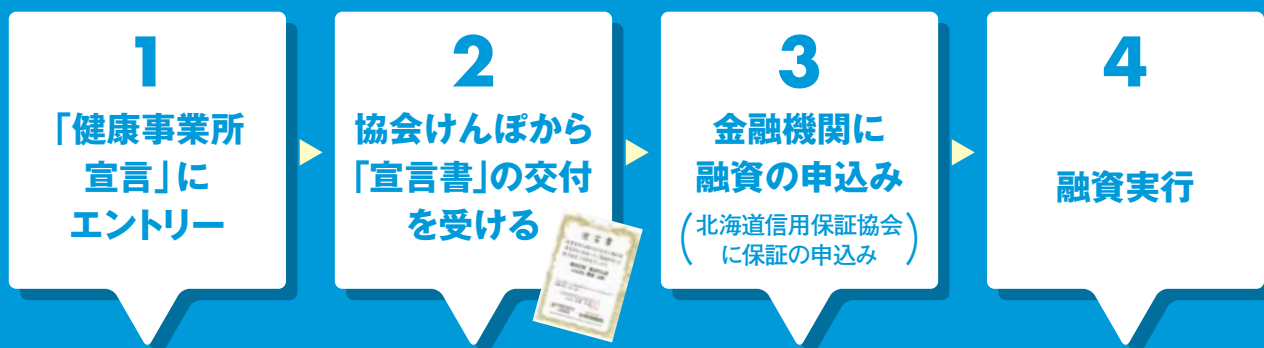 1
「健康事業所
宣言」に
エントリー
2
協会けんぽから
「宣言書」の交付
を受ける
宣言書
3
金融機関に
融資の申込み
(北海道信用保証協会
に保証の申込み)
4
融資実行